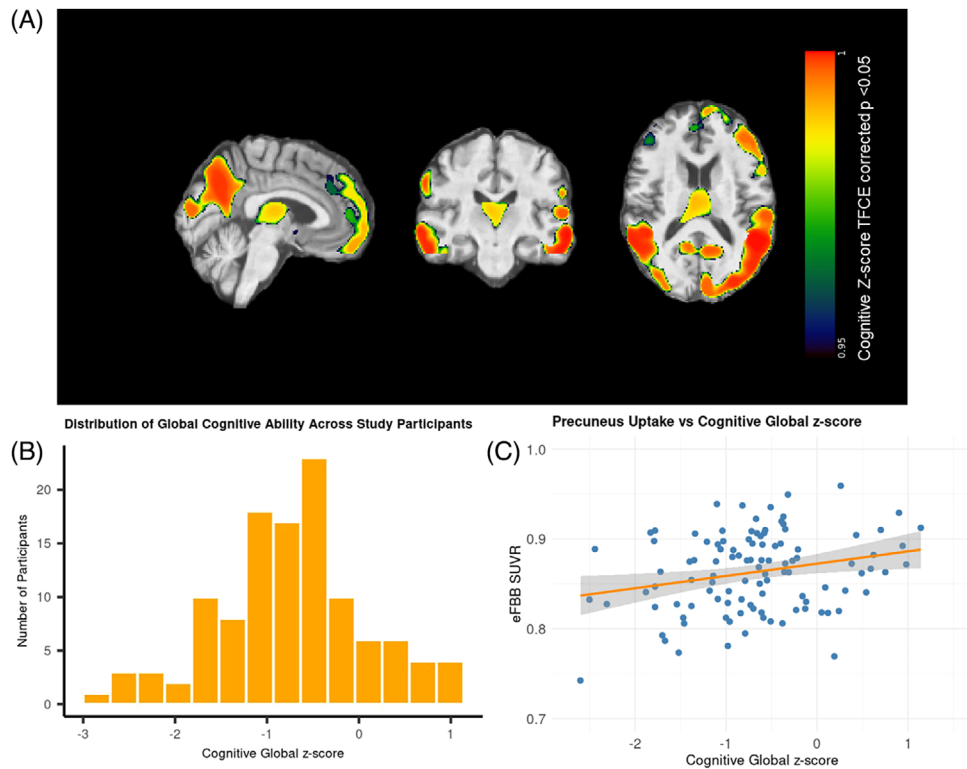 (A)
1
Cognitive Z-score TFCE corrected p <0.05
0.95
Distribution of Global Cognitive Ability Across Study Participants
(B)
Number of Participants
20
15
10
5
0
-3 -2 -1 0 1
Cognitive Global z-score
Precuneus Uptake vs Cognitive Global z-score
(C)
eFBB SUVR
1.0
0.9
0.8
0.7
-2 -1 0 1
Cognitive Global z-score